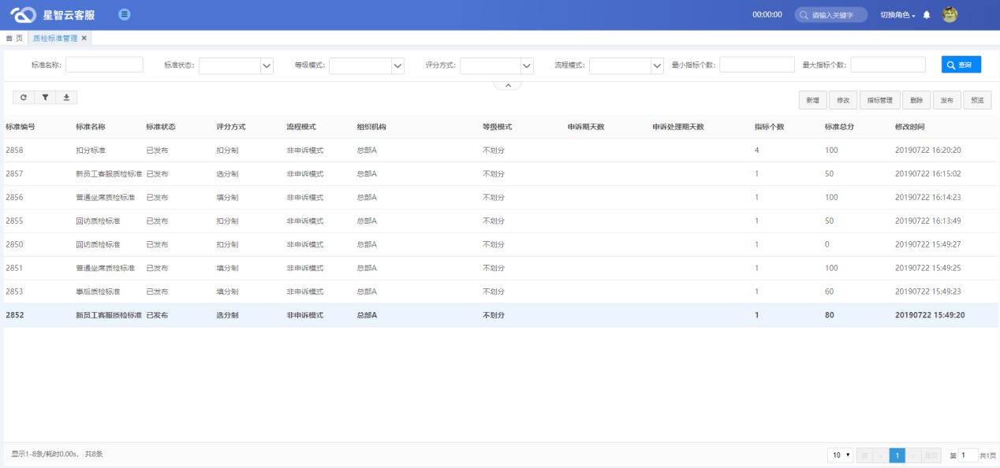 星智云客服 00:00:00 请输入关键字 切换角色
首 页 质检标准管理 ×
标准名称: 标准状态: 等级模式: 评分方式: 流程模式: 最小指标个数: 最大指标个数: 查询
新增 修改 指标管理 删除 发布 预览
标准编号 标准名称 标准状态 评分方式 流程模式 组织机构 等级模式 申诉期天数 申诉处理期天数 指标个数 标准总分 修改时间
2858 扣分标准 已发布 扣分制 非申诉模式 总部A 不划分 4 100 20190722 16:20:20
2857 新员工客服质检标准 已发布 选分制 非申诉模式 总部A 不划分 1 50 20190722 16:15:02
2856 普通坐席质检标准 已发布 填分制 非申诉模式 总部A 不划分 1 100 20190722 16:14:23
2855 回访质检标准 已发布 扣分制 非申诉模式 总部A 不划分 1 50 20190722 16:13:49
2850 回访质检标准 已发布 扣分制 非申诉模式 总部A 不划分 1 0 20190722 15:49:27
2851 普通坐席质检标准 已发布 填分制 非申诉模式 总部A 不划分 1 100 20190722 15:49:25
2853 事后质检标准 已发布 填分制 非申诉模式 总部A 不划分 1 60 20190722 15:49:23
2852 新员工客服质检标准 已发布 选分制 非申诉模式 总部A 不划分 1 80 20190722 15:49:20
显示1-8条/耗时0.00s, 共8条 10 首 < 1 > 尾页 第 1 共1页